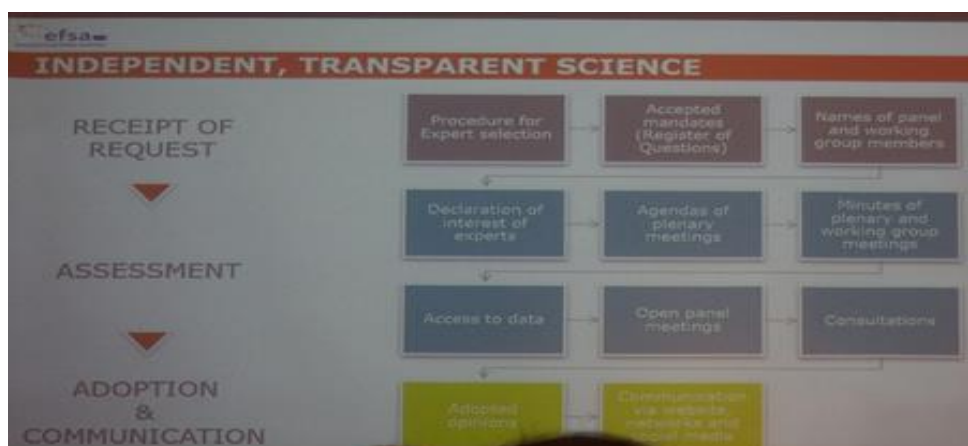 efsa
INDEPENDENT, TRANSPARENT SCIENCE
RECEIPT OF
REQUEST
Procedure for
Expert selection
Accepted
mandates
(Register of
Questions)
Names of panel
and working
group members
Declaration of
interest of
experts
Agendas of
plenary
meetings
Minutes of
plenary and
working group
meetings
ASSESSMENT
Access to data
Open panel
meetings
Consultations
ADOPTION
&
COMMUNICATION
Adopted
opinions
Communication
via website,
networks and
social media